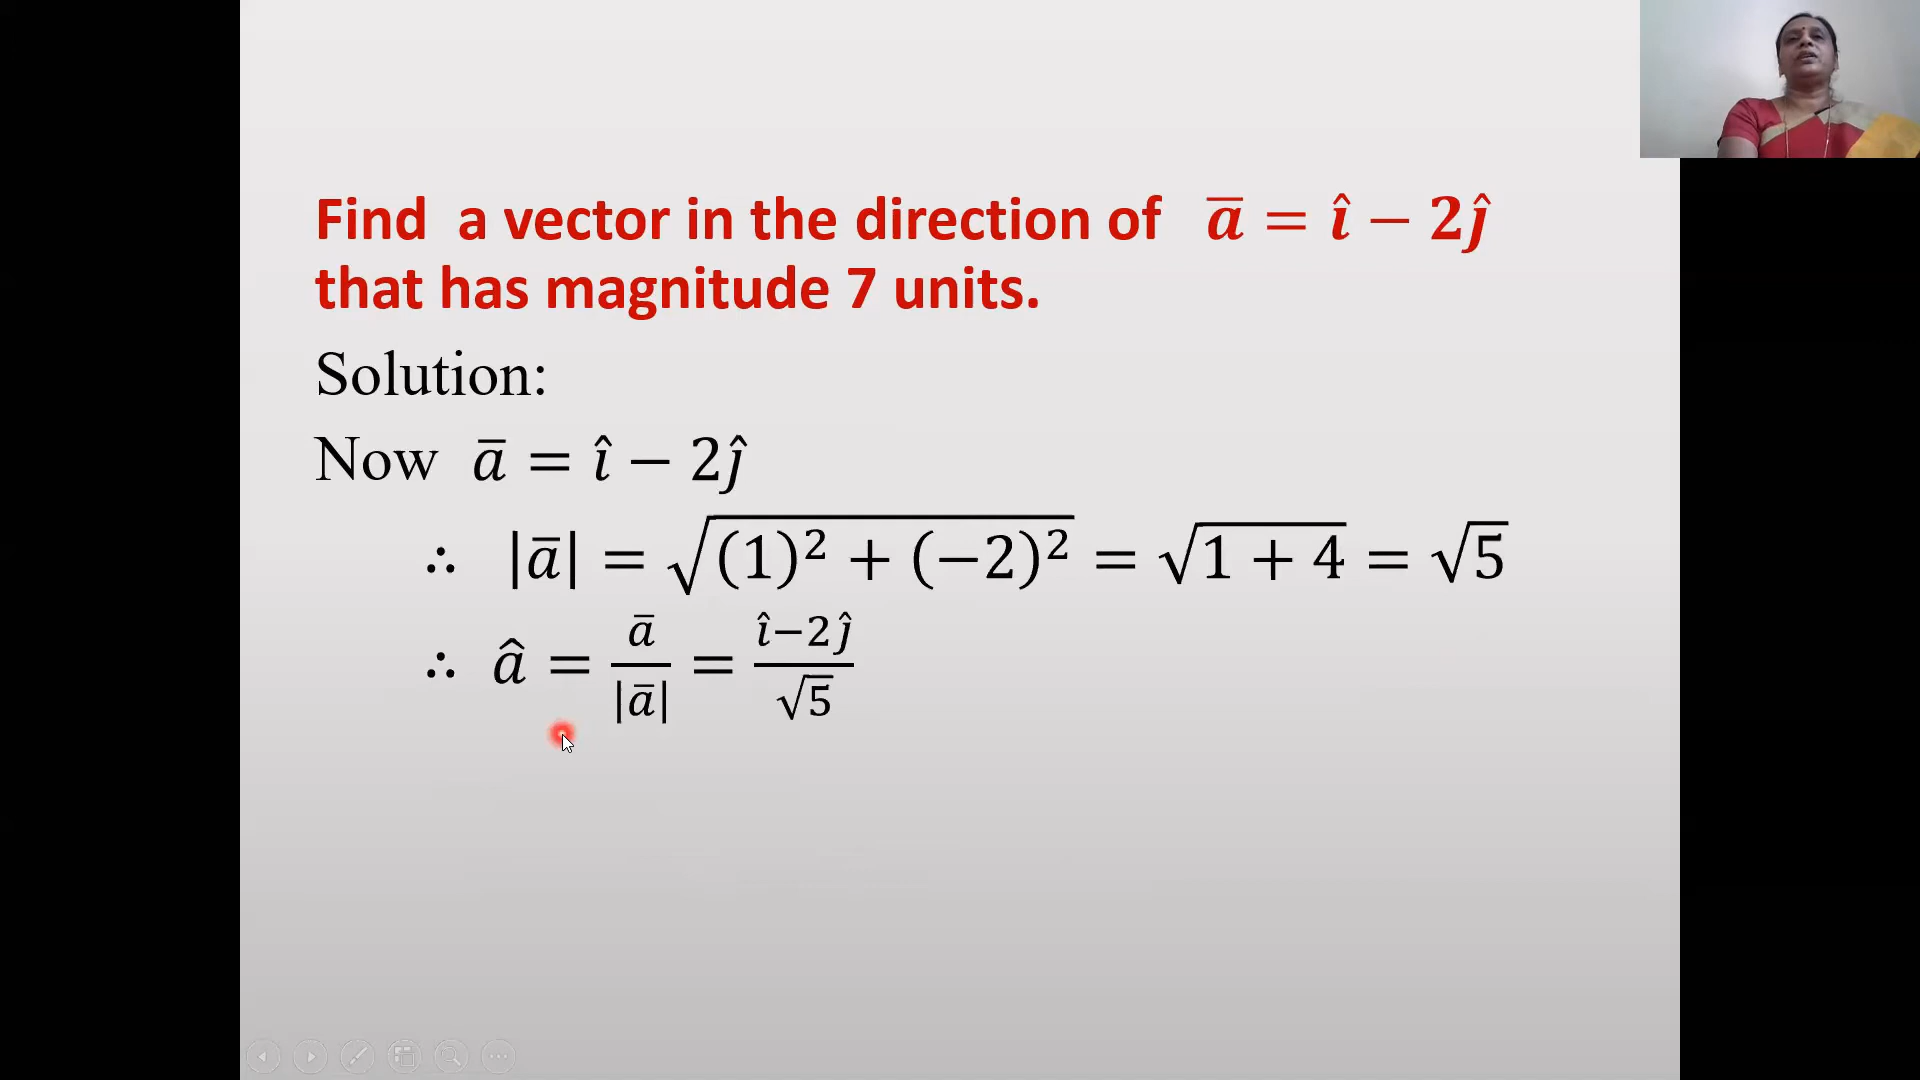 Find a vector in the direction of a̅ = î − 2ĵ
that has magnitude 7 units.
Solution:
Now a̅ = î − 2ĵ
∴ |a̅| = √((1)² + (−2)²) = √(1 + 4) = √5
∴ â = a̅/|a̅| = (î−2ĵ)/√5